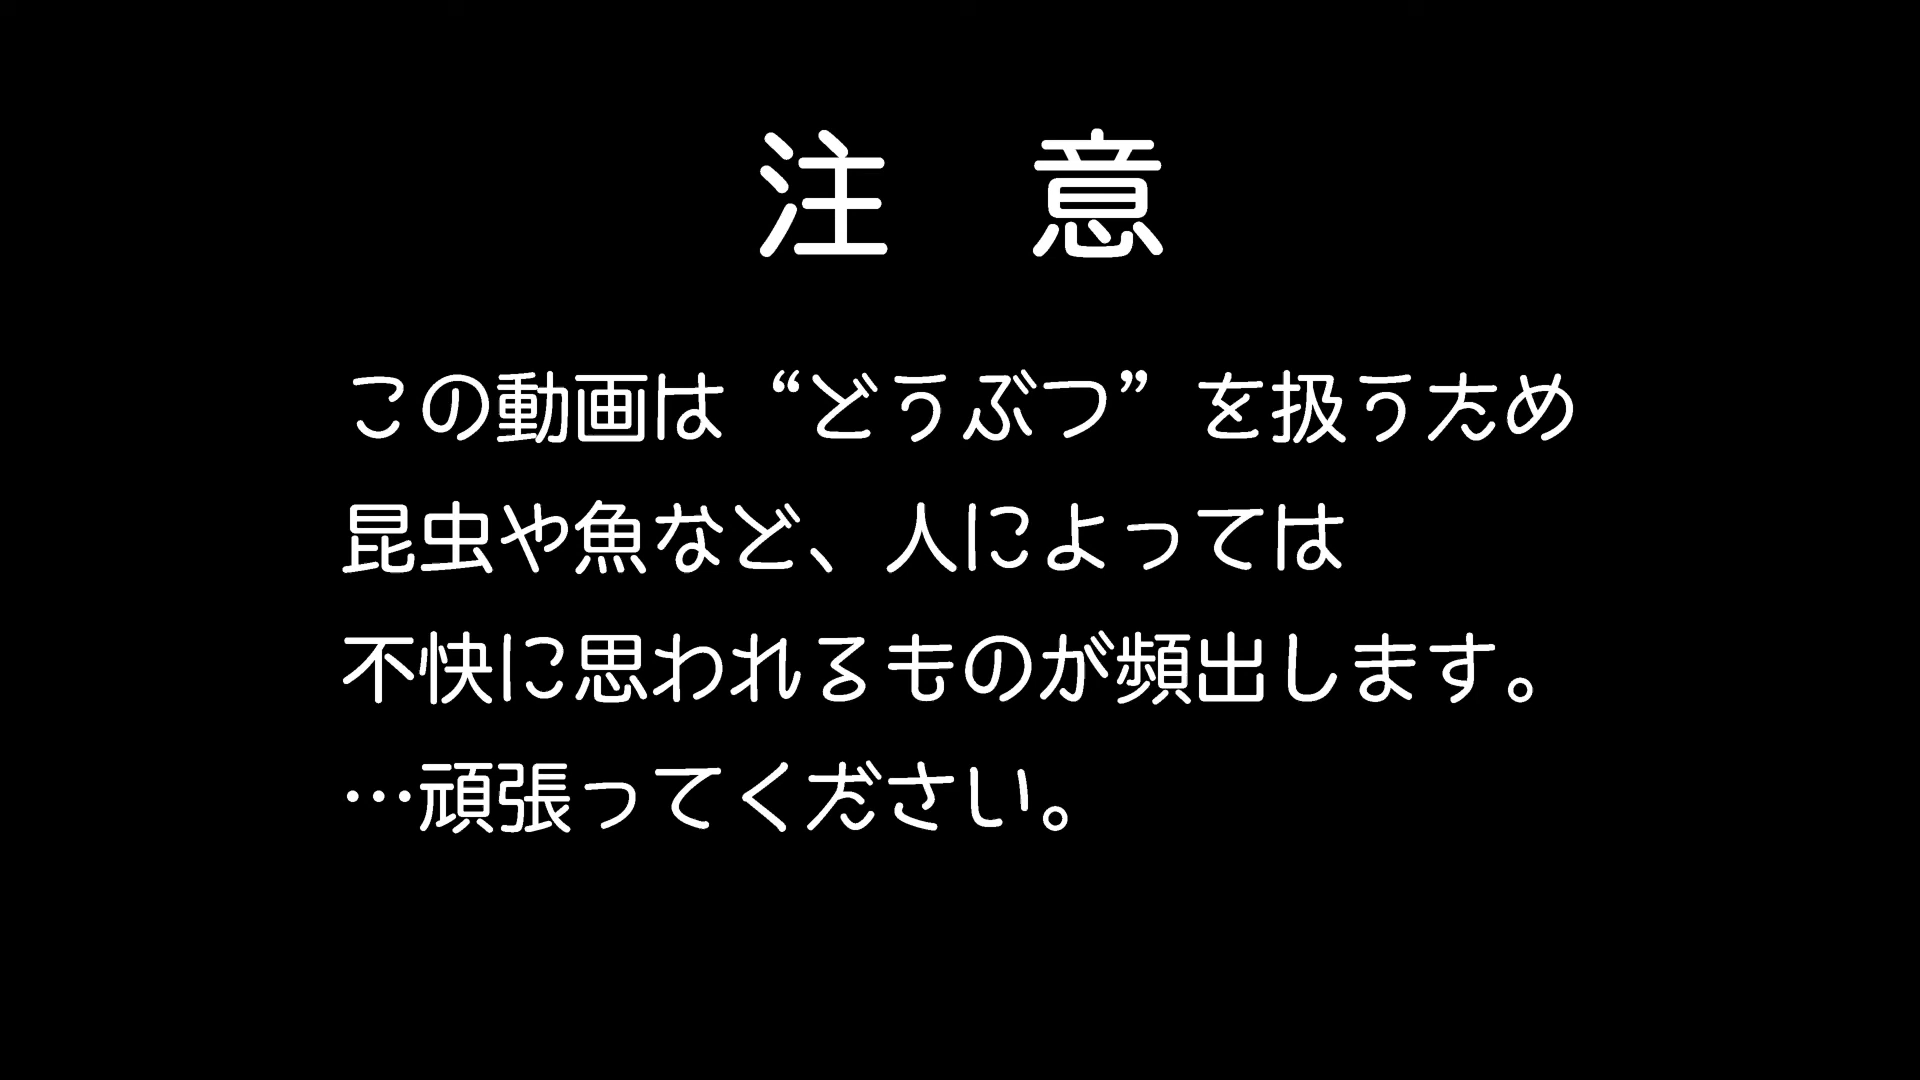 注　意
この動画は“どうぶつ”を扱うため
昆虫や魚など、人によっては
不快に思われるものが頻出します。
…頑張ってください。